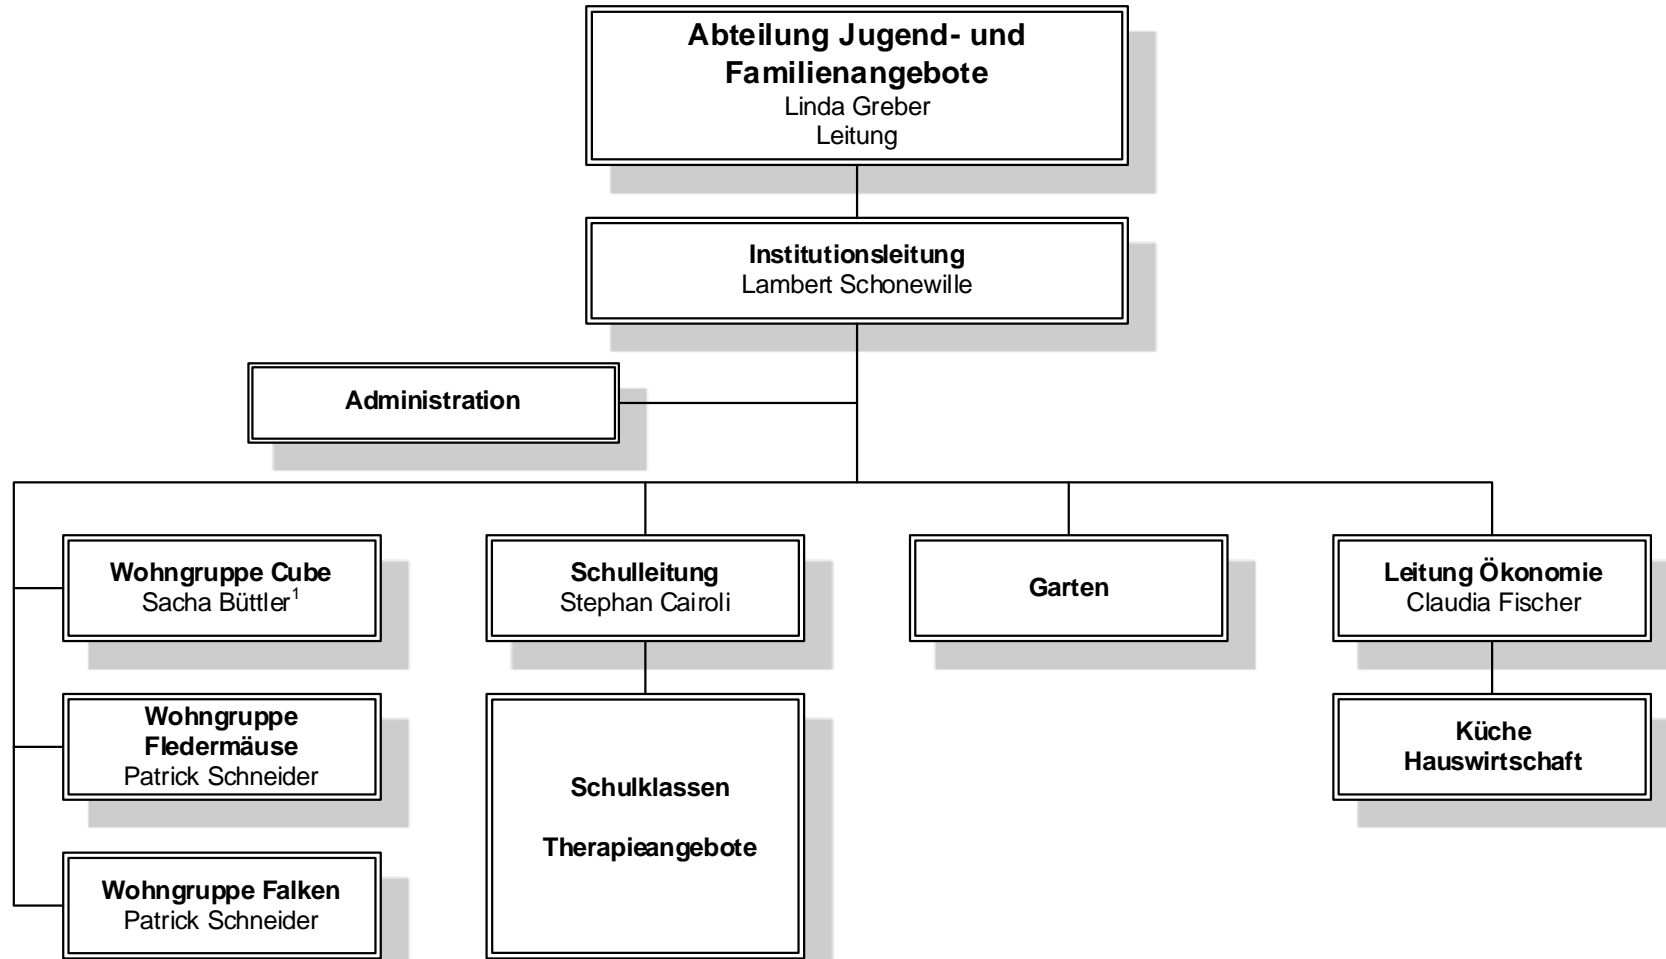 Abteilung Jugend- und
Familienangebote
Linda Greber
Leitung
Institutionsleitung
Lambert Schonewille
Administration
Wohngruppe Cube
Sacha Büttler¹
Schulleitung
Stephan Cairoli
Garten
Leitung Ökonomie
Claudia Fischer
Wohngruppe
Fledermäuse
Patrick Schneider
Schulklassen
Therapieangebote
Küche
Hauswirtschaft
Wohngruppe Falken
Patrick Schneider